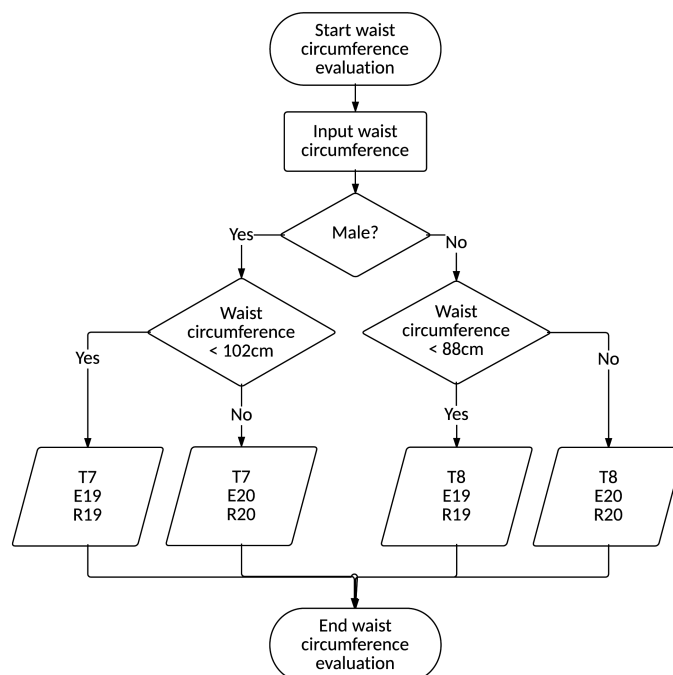 Start waist
circumference
evaluation
Input waist
circumference
Male?
Yes
No
Waist
circumference
< 102cm
Waist
circumference
< 88cm
Yes
No
No
Yes
T7
E19
R19
T7
E20
R20
T8
E19
R19
T8
E20
R20
End waist
circumference
evaluation